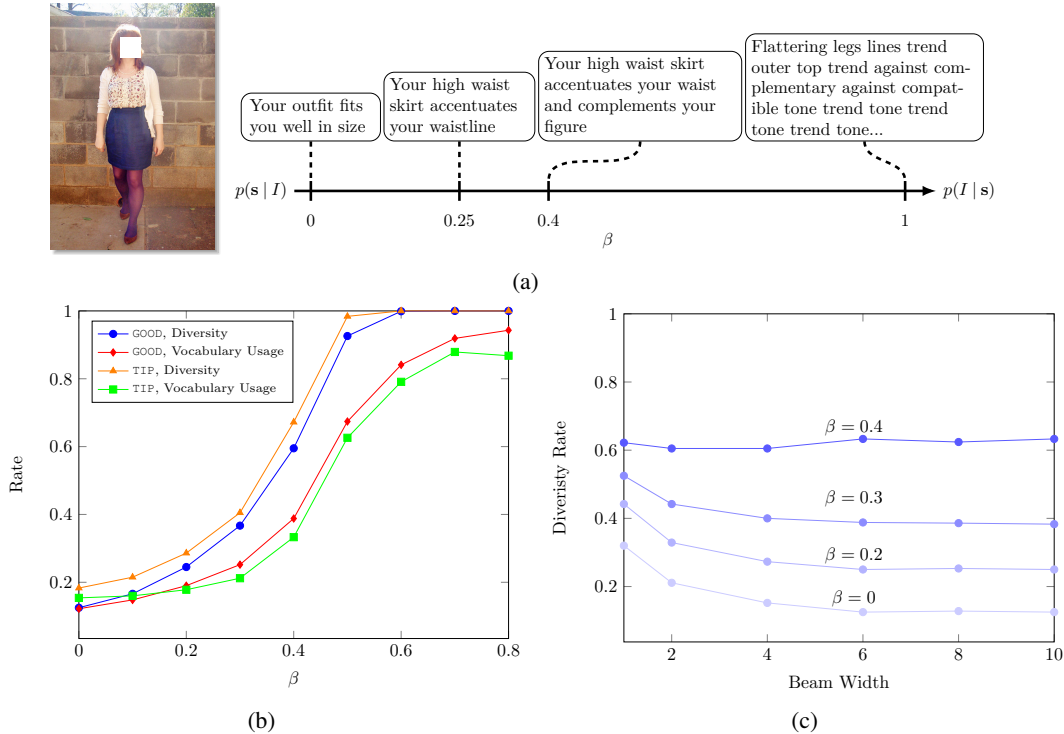 Your outfit fits
you well in size
Your high waist
skirt accentuates
your waistline
Your high waist skirt
accentuates your waist
and complements your
figure
Flattering legs lines trend
outer top trend against com-
plementary against compat-
ible tone trend tone trend
tone trend tone...
p(s | I)
p(I | s)
0
0.25
0.4
1
β
(a)
1
0.8
0.6
0.4
0.2
Rate
GOOD, Diversity
GOOD, Vocabulary Usage
TIP, Diversity
TIP, Vocabulary Usage
0
0.2
0.4
0.6
0.8
β
(b)
1
0.8
0.6
0.4
0.2
Diveristy Rate
β = 0.4
β = 0.3
β = 0.2
β = 0
2
4
6
8
10
Beam Width
(c)